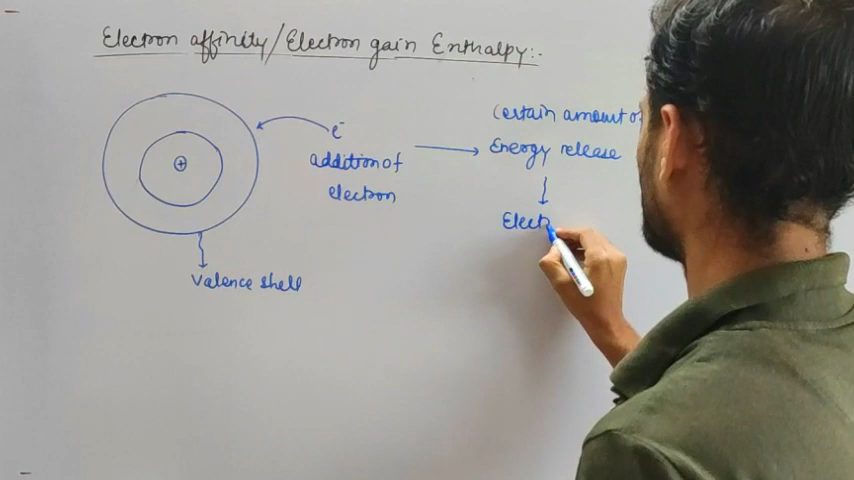 Electron affinity/Electron gain Enthalpy:-
e⁻
addition of
electron
Certain amount of
Energy release
Elect
+
Valence shell